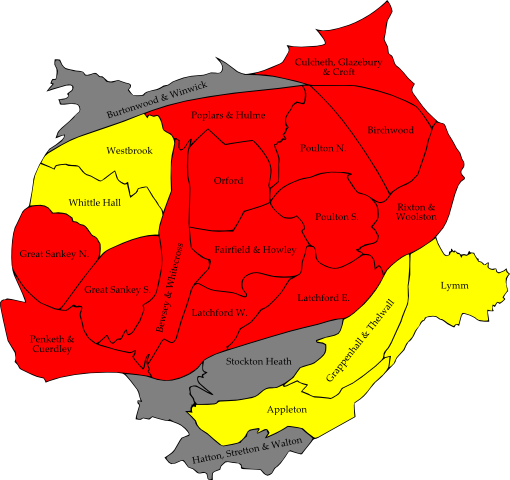 Culcheth, Glazebury
& Croft
Burtonwood & Winwick
Poplars & Hulme
Birchwood
Westbrook
Poulton N.
Orford
Whittle Hall
Rixton &
Woolston
Poulton S.
Great Sankey N.
Fairfield & Howley
Bewsey & Whitecross
Lymm
Great Sankey S.
Latchford E.
Latchford W.
Penketh &
Cuerdley
Grappenhall & Thelwall
Stockton Heath
Appleton
Hatton, Stretton & Walton